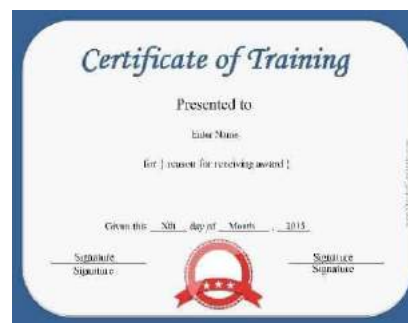 Certificate of Training
Presented to
Enter Name
for { reason for receiving award }
Given this Xth day of Month , 2015
Signature Signature
Signature Signature